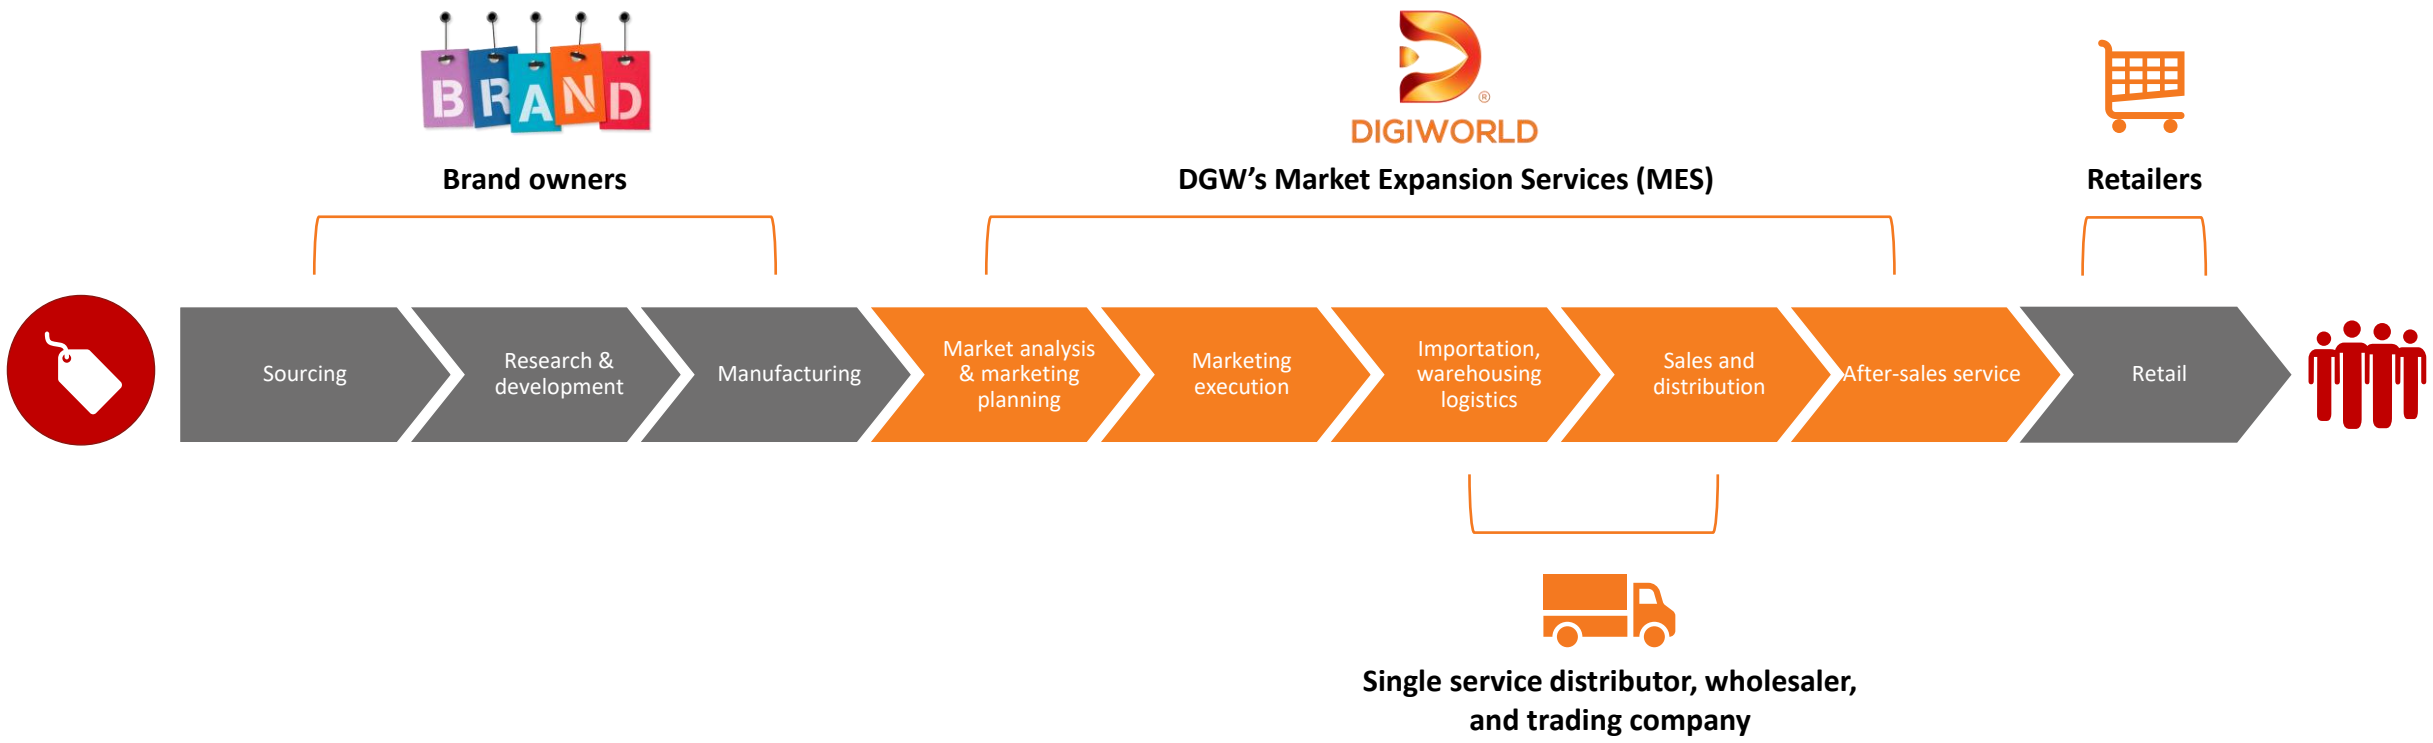 BRAND
DIGIWORLD
®
Brand owners
DGW’s Market Expansion Services (MES)
Retailers
Sourcing
Research &
development
Manufacturing
Market analysis
& marketing
planning
Marketing
execution
Importation,
warehousing
logistics
Sales and
distribution
After-sales service
Retail
Single service distributor, wholesaler,
and trading company